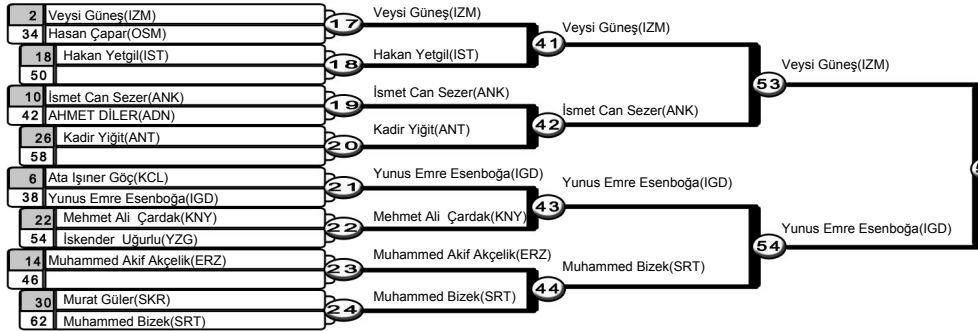 2 Veysi Güneş(IZM)
34 Hasan Çapar(OSM)
17 Veysi Güneş(IZM)
18 Hakan Yetgil(IST)
50
18 Hakan Yetgil(IST)
41 Veysi Güneş(IZM)
10 İsmet Can Sezer(ANK)
42 AHMET DİLER(ADN)
19 İsmet Can Sezer(ANK)
26 Kadir Yiğit(ANT)
58
20 Kadir Yiğit(ANT)
42 İsmet Can Sezer(ANK)
53 Veysi Güneş(IZM)
6 Ata Işıner Göç(KCL)
38 Yunus Emre Esenboğa(IGD)
21 Yunus Emre Esenboğa(IGD)
22 Mehmet Ali Çardak(KNY)
54 İskender Uğurlu(YZG)
22 Mehmet Ali Çardak(KNY)
43 Yunus Emre Esenboğa(IGD)
14 Muhammed Akif Akçelik(ERZ)
46
23 Muhammed Akif Akçelik(ERZ)
30 Murat Güler(SKR)
62 Muhammed Bizek(SRT)
24 Muhammed Bizek(SRT)
44 Muhammed Bizek(SRT)
54 Yunus Emre Esenboğa(IGD)